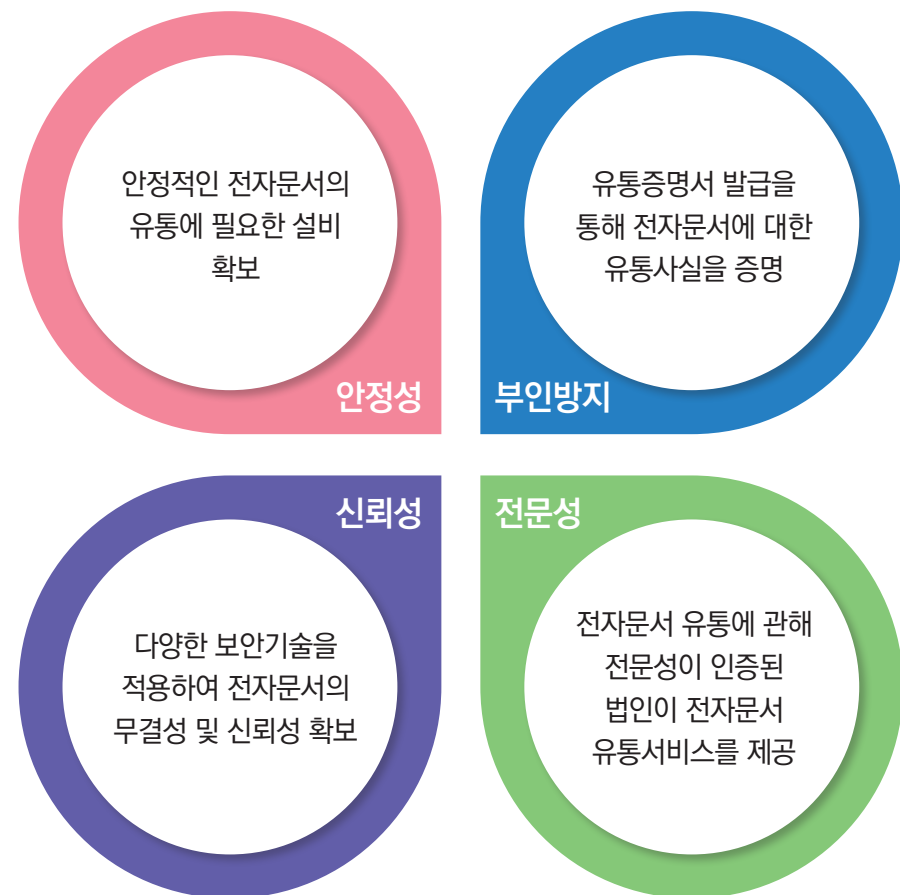 안정적인 전자문서의
유통에 필요한 설비
확보
안정성
유통증명서 발급을
통해 전자문서에 대한
유통사실을 증명
부인방지
신뢰성
다양한 보안기술을
적용하여 전자문서의
무결성 및 신뢰성 확보
전문성
전자문서 유통에 관해
전문성이 인증된
법인이 전자문서
유통서비스를 제공